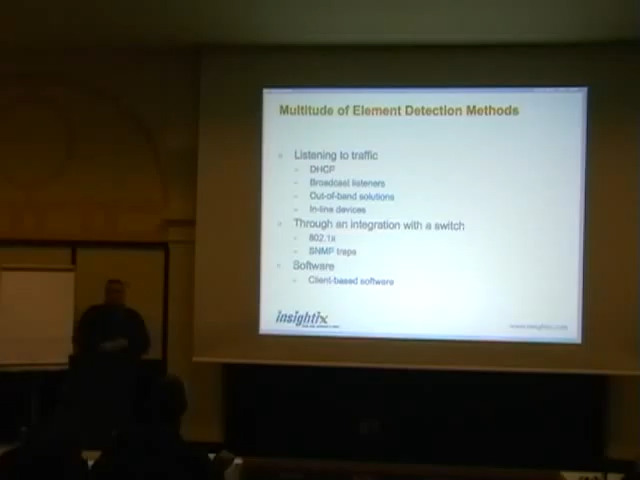 Multitude of Element Detection Methods
Listening to traffic
- DHCP
- Broadcast listeners
- Out-of-band solutions
- In-line devices
Through an integration with a switch
- 802.1x
- SNMP traps
Software
- Client-based software
insightix
www.insightix.com